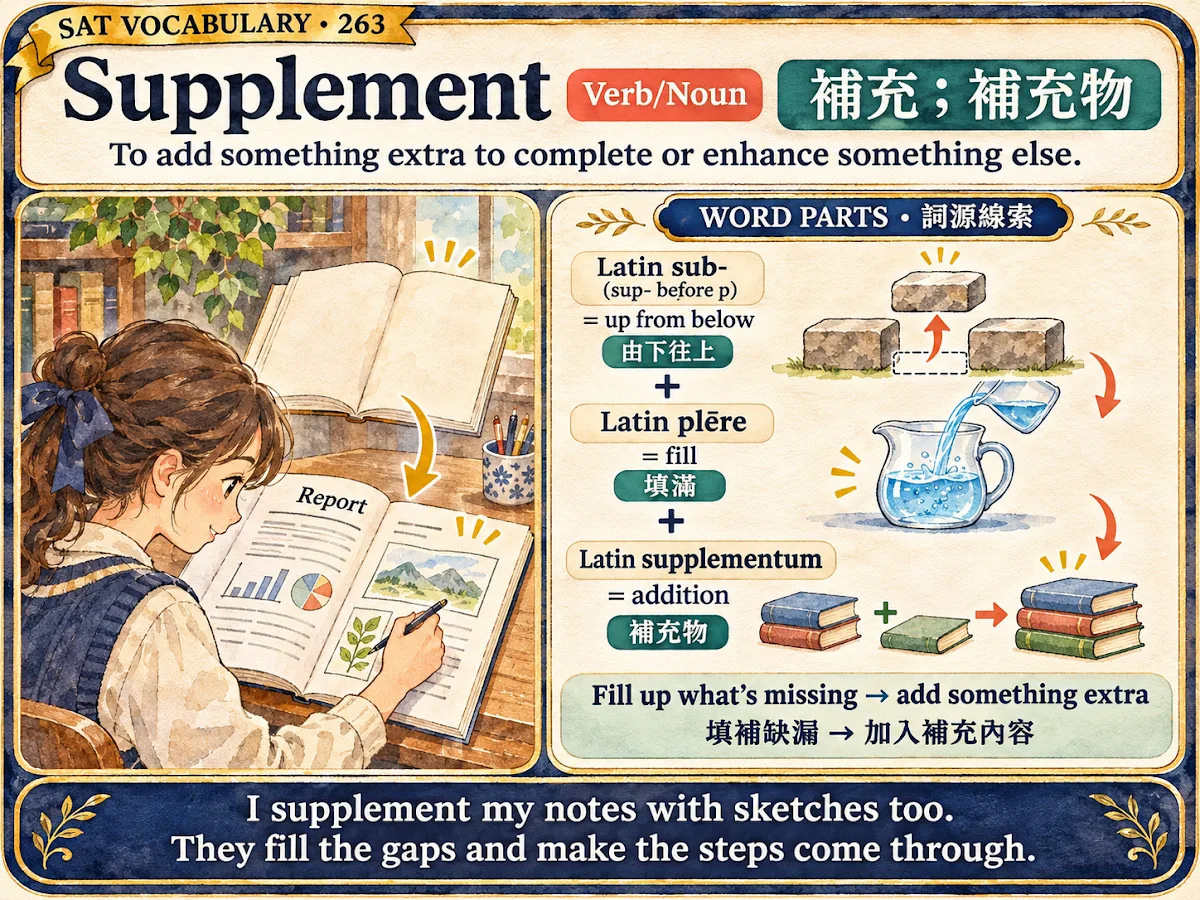 SAT VOCABULARY • 263
Supplement
Verb/Noun
補充；補充物
To add something extra to complete or enhance something else.
Report
WORD PARTS • 詞源線索
Latin sub-
(sup- before p)
= up from below
由下往上
+
Latin plēre
= fill
填滿
+
Latin supplementum
= addition
補充物
+ →
Fill up what's missing → add something extra
填補缺漏 → 加入補充內容
I supplement my notes with sketches too.
They fill the gaps and make the steps come through.